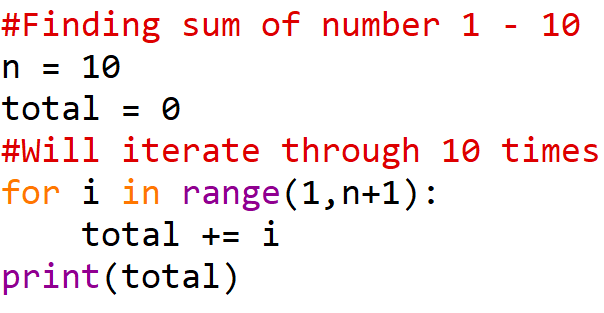 #Finding sum of number 1 - 10
n = 10
total = 0
#Will iterate through 10 times
for i in range(1,n+1):
    total += i
print(total)